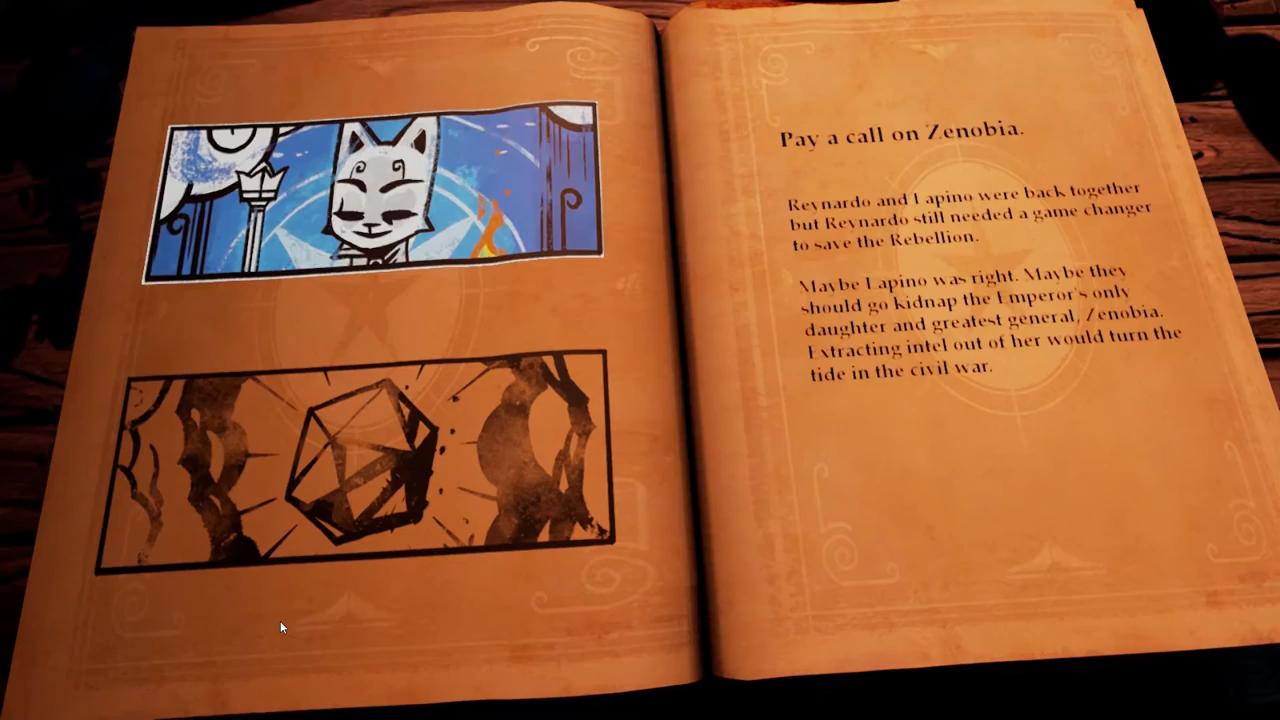 Pay a call on Zenobia.
Reynardo and Lapino were back together
but Reynardo still needed a game changer
to save the Rebellion.
Maybe Lapino was right. Maybe they
should go kidnap the Emperor's only
daughter and greatest general, Zenobia.
Extracting intel out of her would turn the
tide in the civil war.